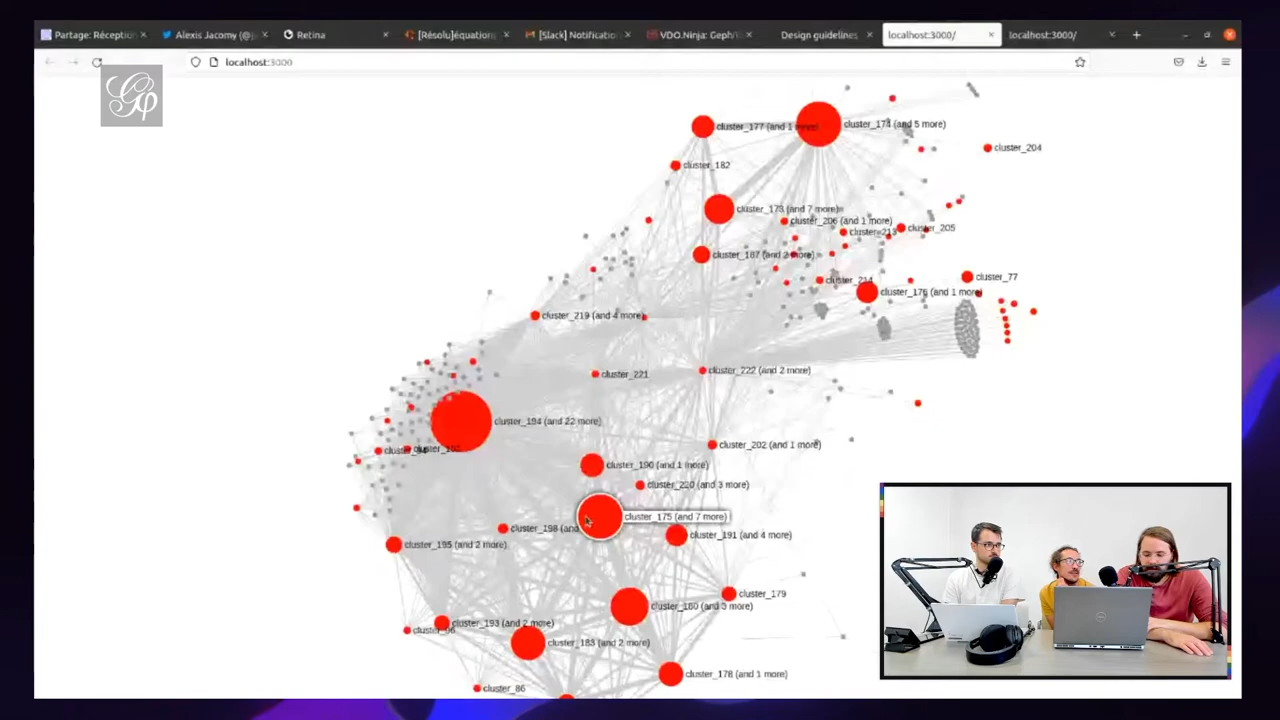 Partage: Réception
Alexis Jacomy (@j
Retina
[Résolu]équations
[Slack] Notificatio
VDO.Ninja: Geph
Design guidelines
localhost:3000/
localhost:3000/
localhost:3000
cluster_177 (and 1 more)
cluster_174 (and 5 more)
cluster_204
cluster_182
cluster_173 (and 7 more)
cluster_206 (and 1 more)
cluster_213
cluster_205
cluster_187 (and 2 more)
cluster_77
cluster_214
cluster_176 (and 1 more)
cluster_219 (and 4 more)
cluster_221
cluster_222 (and 2 more)
cluster_194 (and 22 more)
cluster_202 (and 1 more)
cluster_190 (and 1 more)
cluster_220 (and 3 more)
cluster_175 (and 7 more)
cluster_198 (and
cluster_191 (and 4 more)
cluster_195 (and 2 more)
cluster_179
cluster_180 (and 3 more)
cluster_193 (and 2 more)
cluster_183 (and 2 more)
cluster_178 (and 1 more)
cluster_86